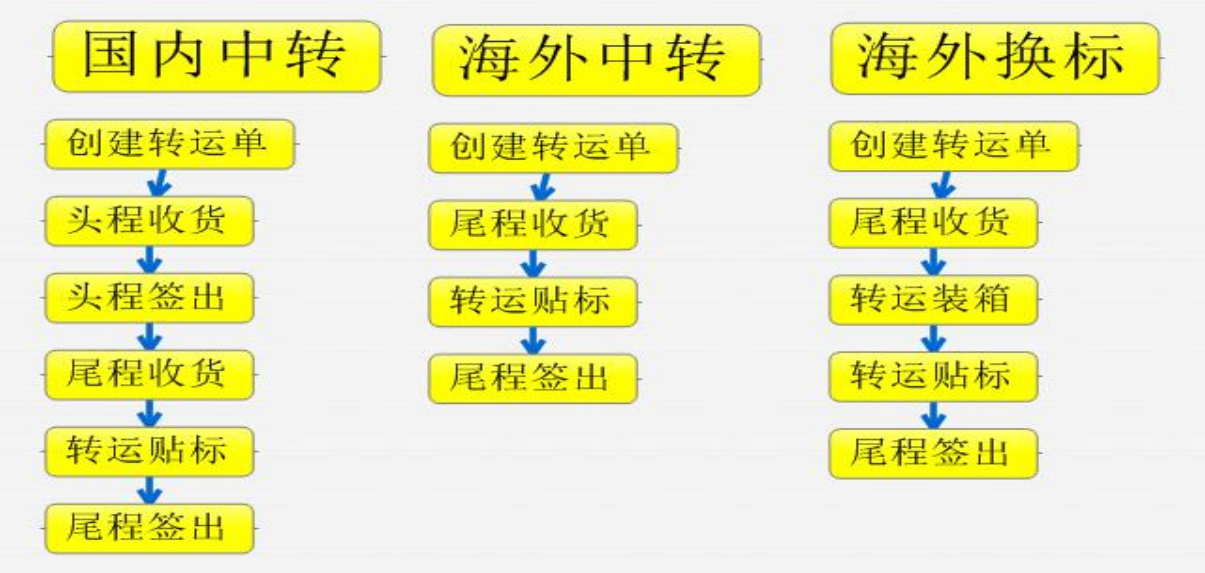 国内中转
创建转运单
头程收货
头程签出
尾程收货
转运贴标
尾程签出
海外中转
创建转运单
尾程收货
转运贴标
尾程签出
海外换标
创建转运单
尾程收货
转运装箱
转运贴标
尾程签出